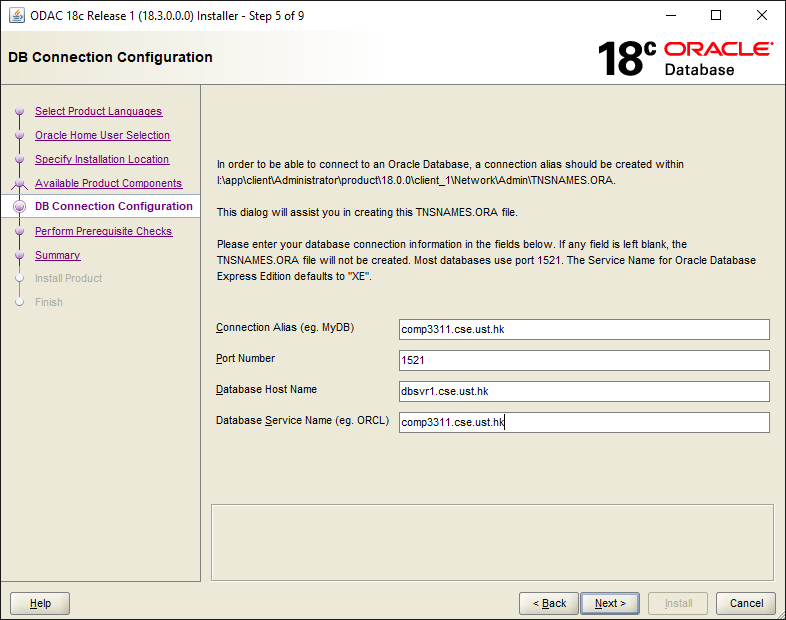 ODAC 18c Release 1 (18.3.0.0.0) Installer - Step 5 of 9
DB Connection Configuration
18c ORACLE
Database
Select Product Languages
Oracle Home User Selection
Specify Installation Location
Available Product Components
DB Connection Configuration
Perform Prerequisite Checks
Summary
Install Product
Finish
In order to be able to connect to an Oracle Database, a connection alias should be created within
I:\app\client\Administrator\product\18.0.0\client_1\Network\Admin\TNSNAMES.ORA.
This dialog will assist you in creating this TNSNAMES.ORA file.
Please enter your database connection information in the fields below. If any field is left blank, the
TNSNAMES.ORA file will not be created. Most databases use port 1521. The Service Name for Oracle Database
Express Edition defaults to "XE".
Connection Alias (eg. MyDB) comp3311.cse.ust.hk
Port Number 1521
Database Host Name dbsvr1.cse.ust.hk
Database Service Name (eg. ORCL) comp3311.cse.ust.hk
Help < Back Next > Install Cancel